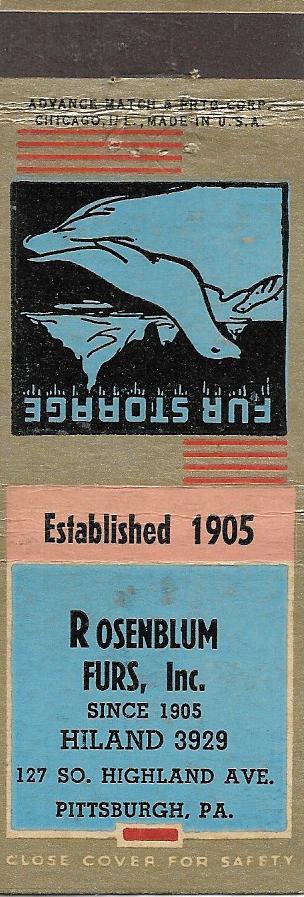 ADVANCE MATCH & PRTG CORP.
CHICAGO, ILL., MADE IN U.S.A.
FUR STORAGE
Established 1905
ROSENBLUM
FURS, Inc.
SINCE 1905
HILAND 3929
127 SO. HIGHLAND AVE.
PITTSBURGH, PA.
CLOSE COVER FOR SAFETY